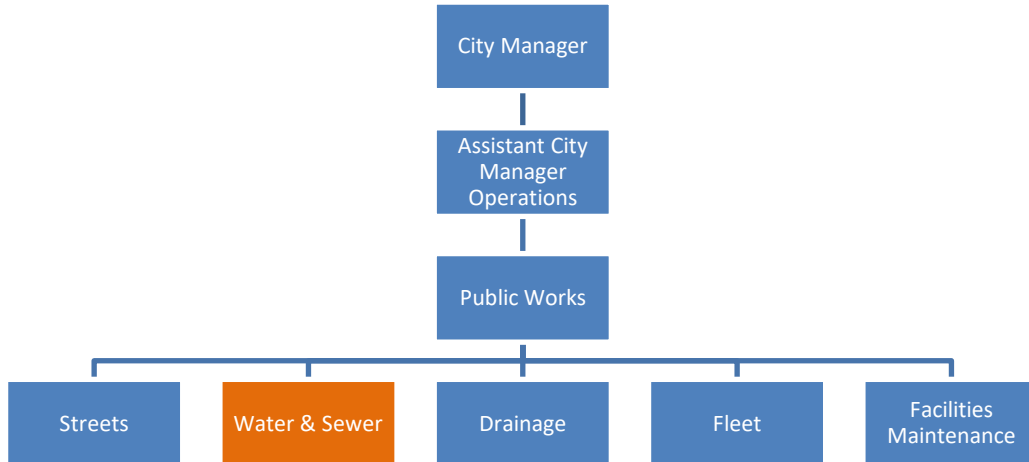 City Manager
Assistant City
Manager
Operations
Public Works
Streets
Water & Sewer
Drainage
Fleet
Facilities
Maintenance